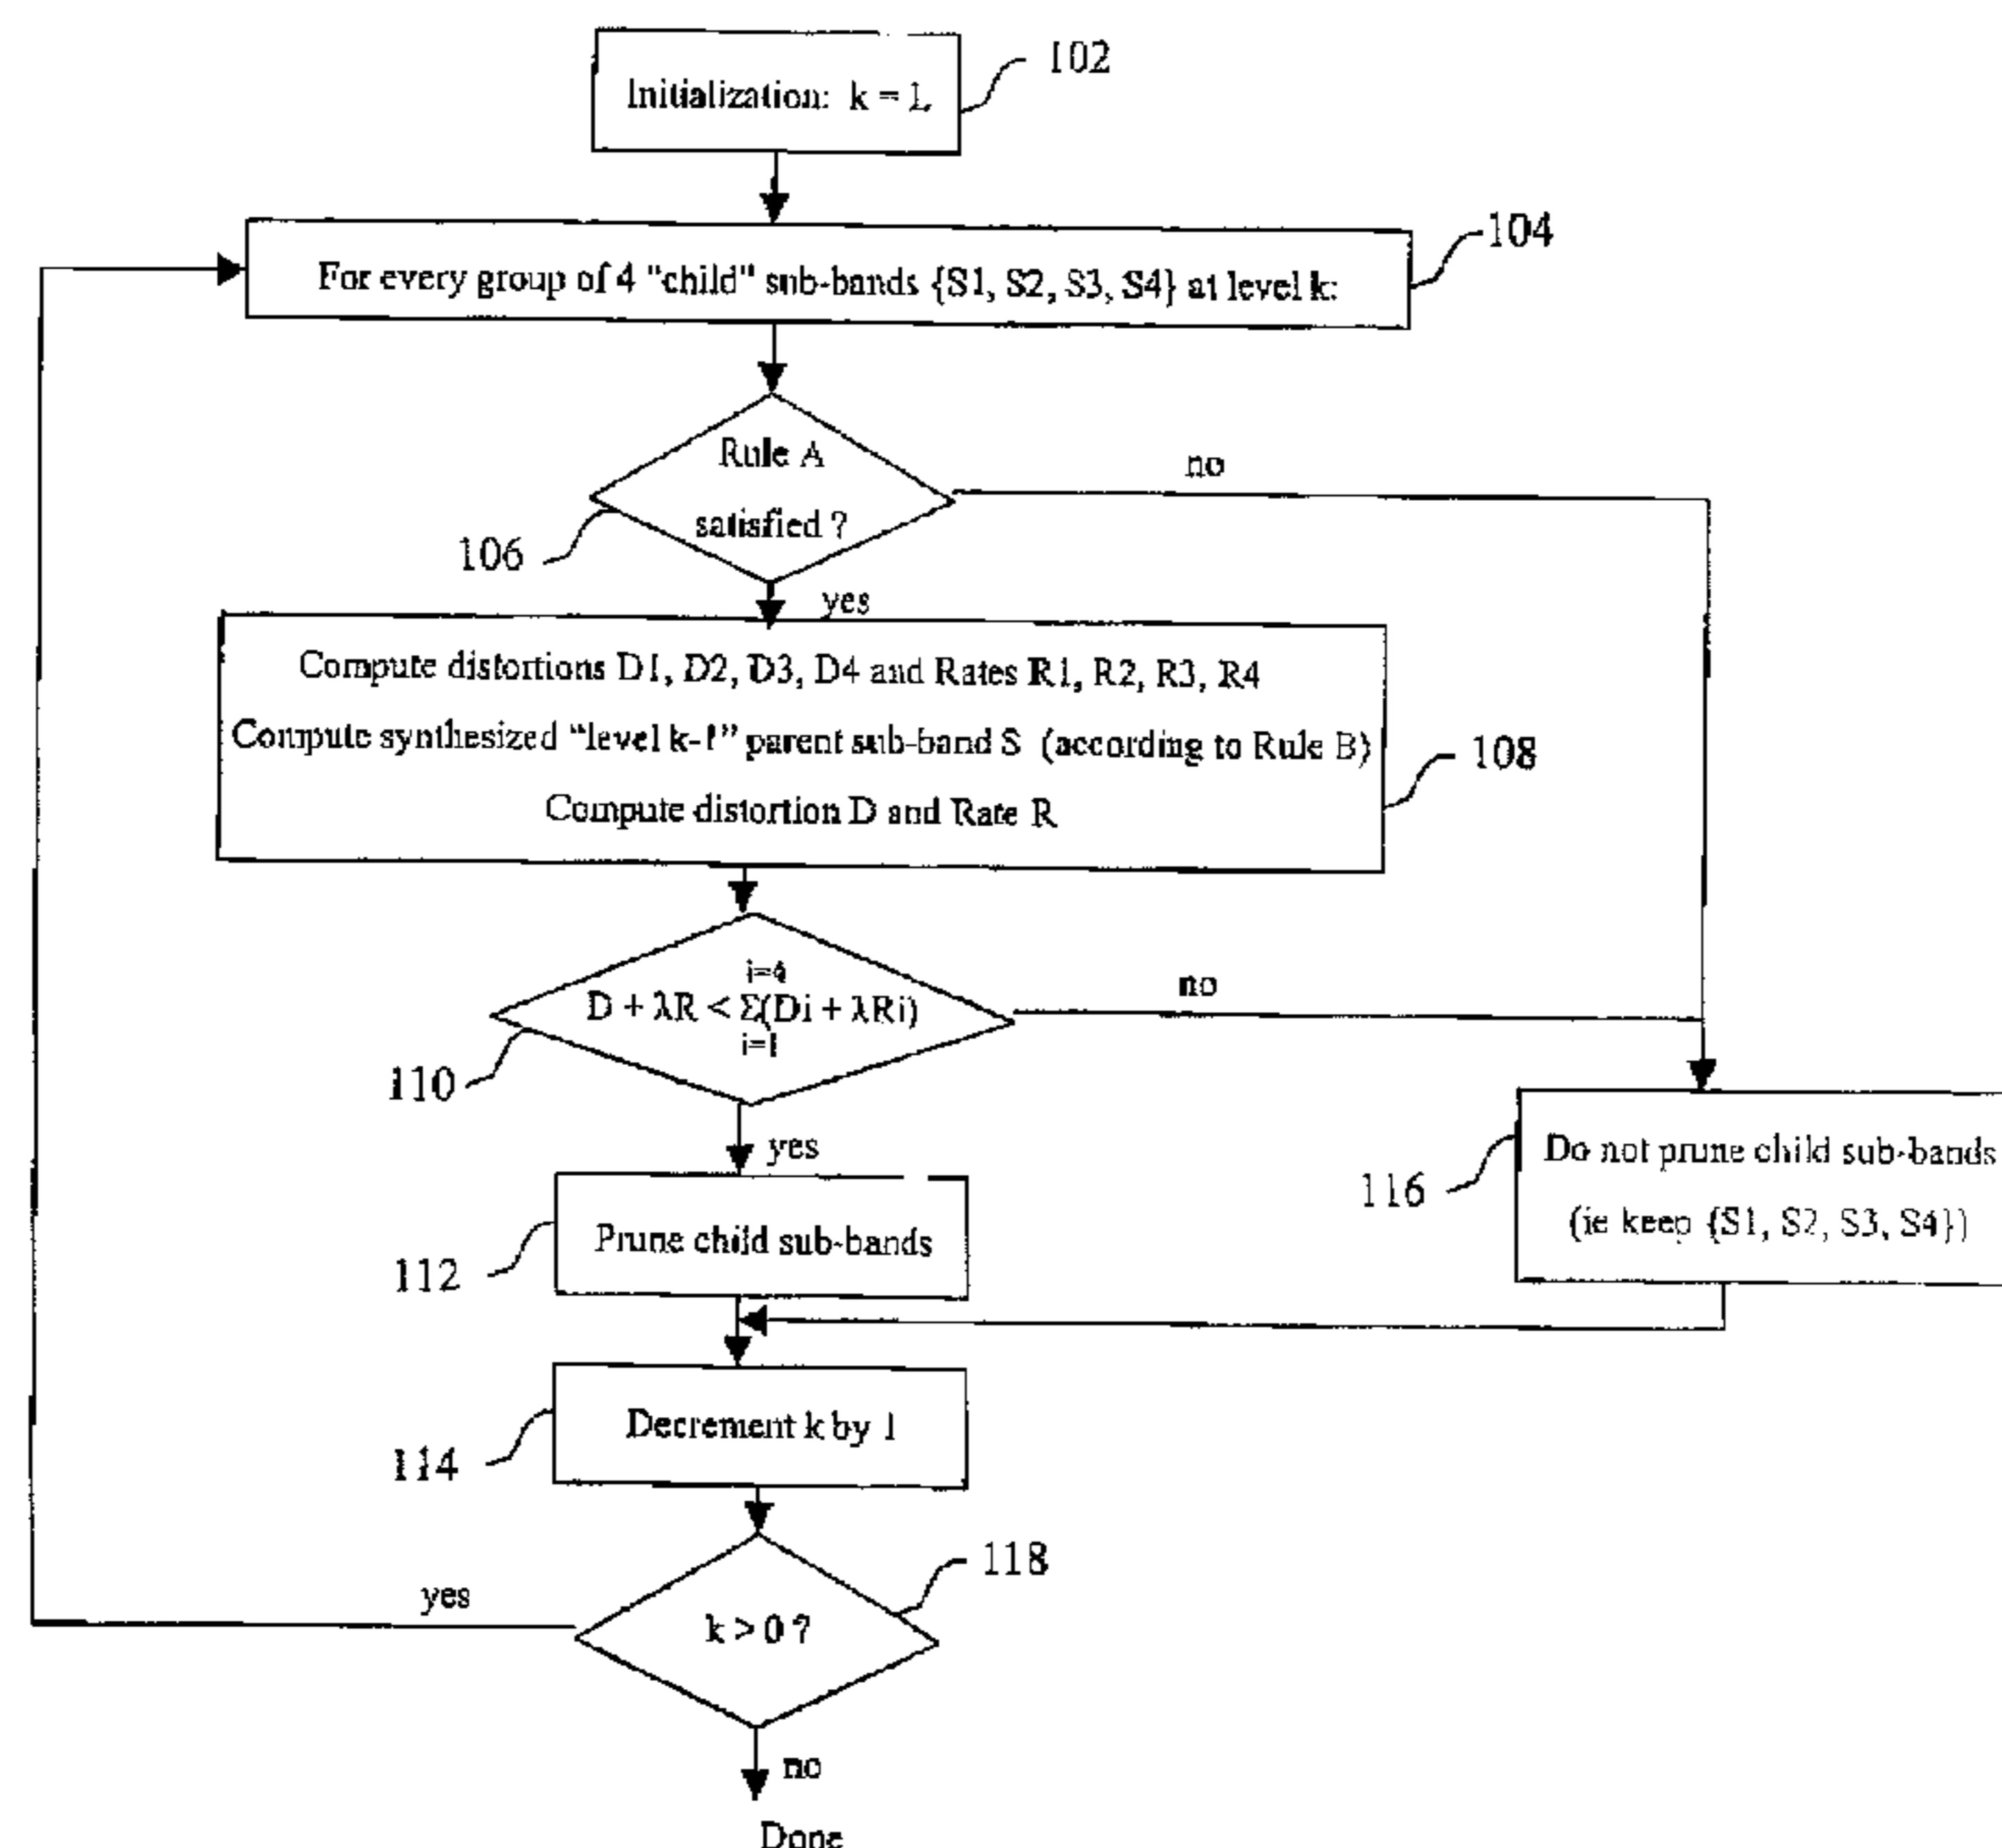 Initialization: k = L
102
104
For every group of 4 "child" sub-bands {S1, S2, S3, S4} at level k:
Rule A
satisfied ?
no
106
yes
Compute distortions D1, D2, D3, D4 and Rates R1, R2, R3, R4
Compute synthesized “level k-1” parent sub-band S (according to Rule B)
Compute distortion D and Rate R
108
i=4
D + λR < Σ(Di + λRi)
i=1
no
110
yes
Prune child sub-bands
112
Do not prune child sub-bands
(ie keep {S1, S2, S3, S4})
116
Decrement k by 1
114
118
yes
k > 0 ?
no
Done